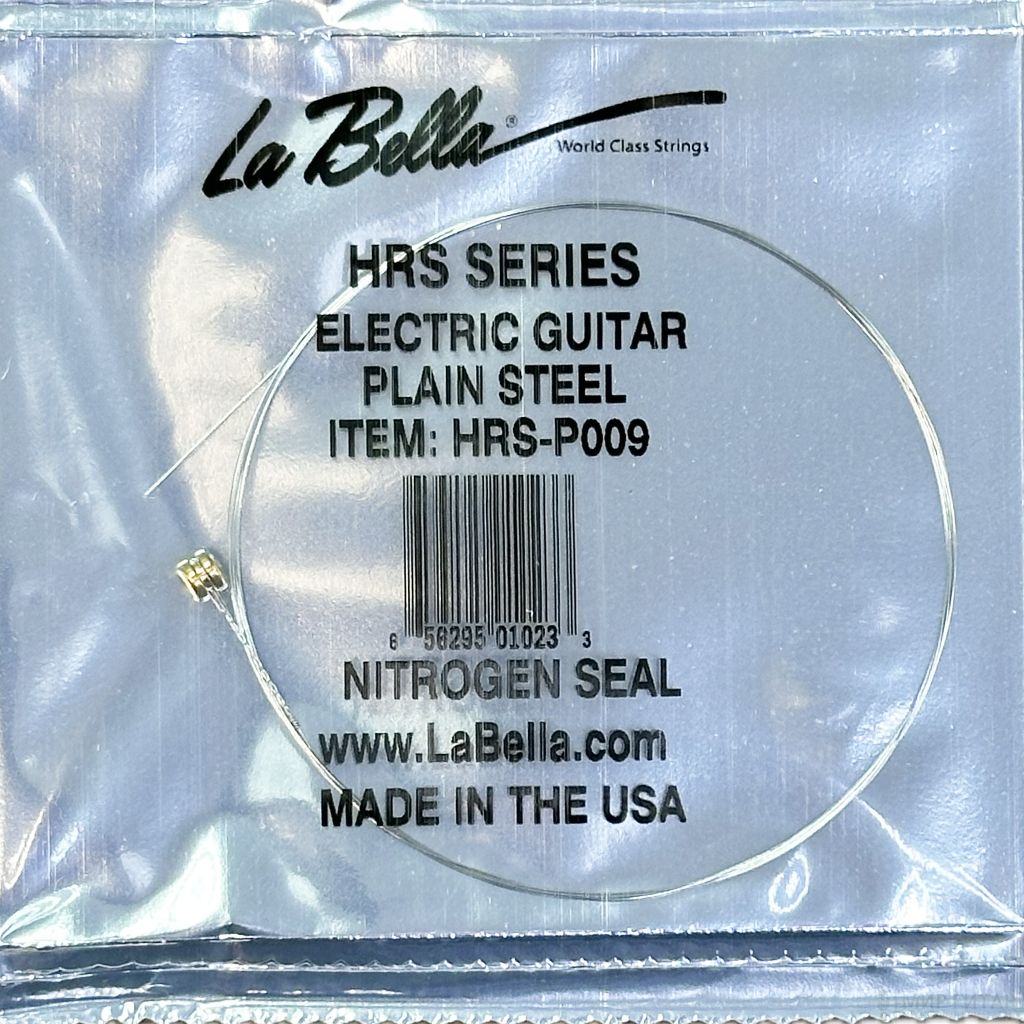 La Bella®
World Class Strings
HRS SERIES
ELECTRIC GUITAR
PLAIN STEEL
ITEM: HRS-P009
6 56295 01023 3
NITROGEN SEAL
www.LaBella.com
MADE IN THE USA